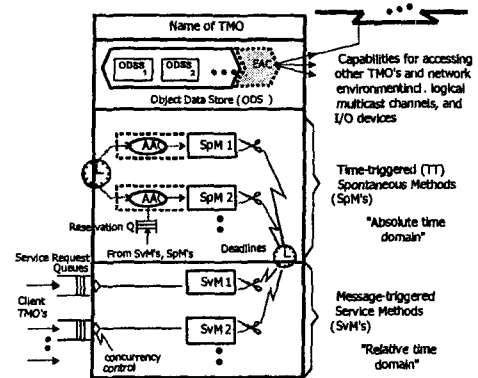 Name of TMO
ODSS 1
ODSS 2
EAC
Object Data Store (ODS)
Capabilities for accessing
other TMO's and network
environmentincl. logical
multicast channels, and
I/O devices
AAC
SpM 1
AAC
SpM 2
Reservation Q
From SvM's, SpM's
Deadlines
Time-triggered (TT)
Spontaneous Methods
(SpM's)
"Absolute time
domain"
Service Request
Queues
Client
TMO's
SvM 1
SvM 2
concurrency
control
Message-triggered
Service Methods
(SvM's)
"Relative time
domain"